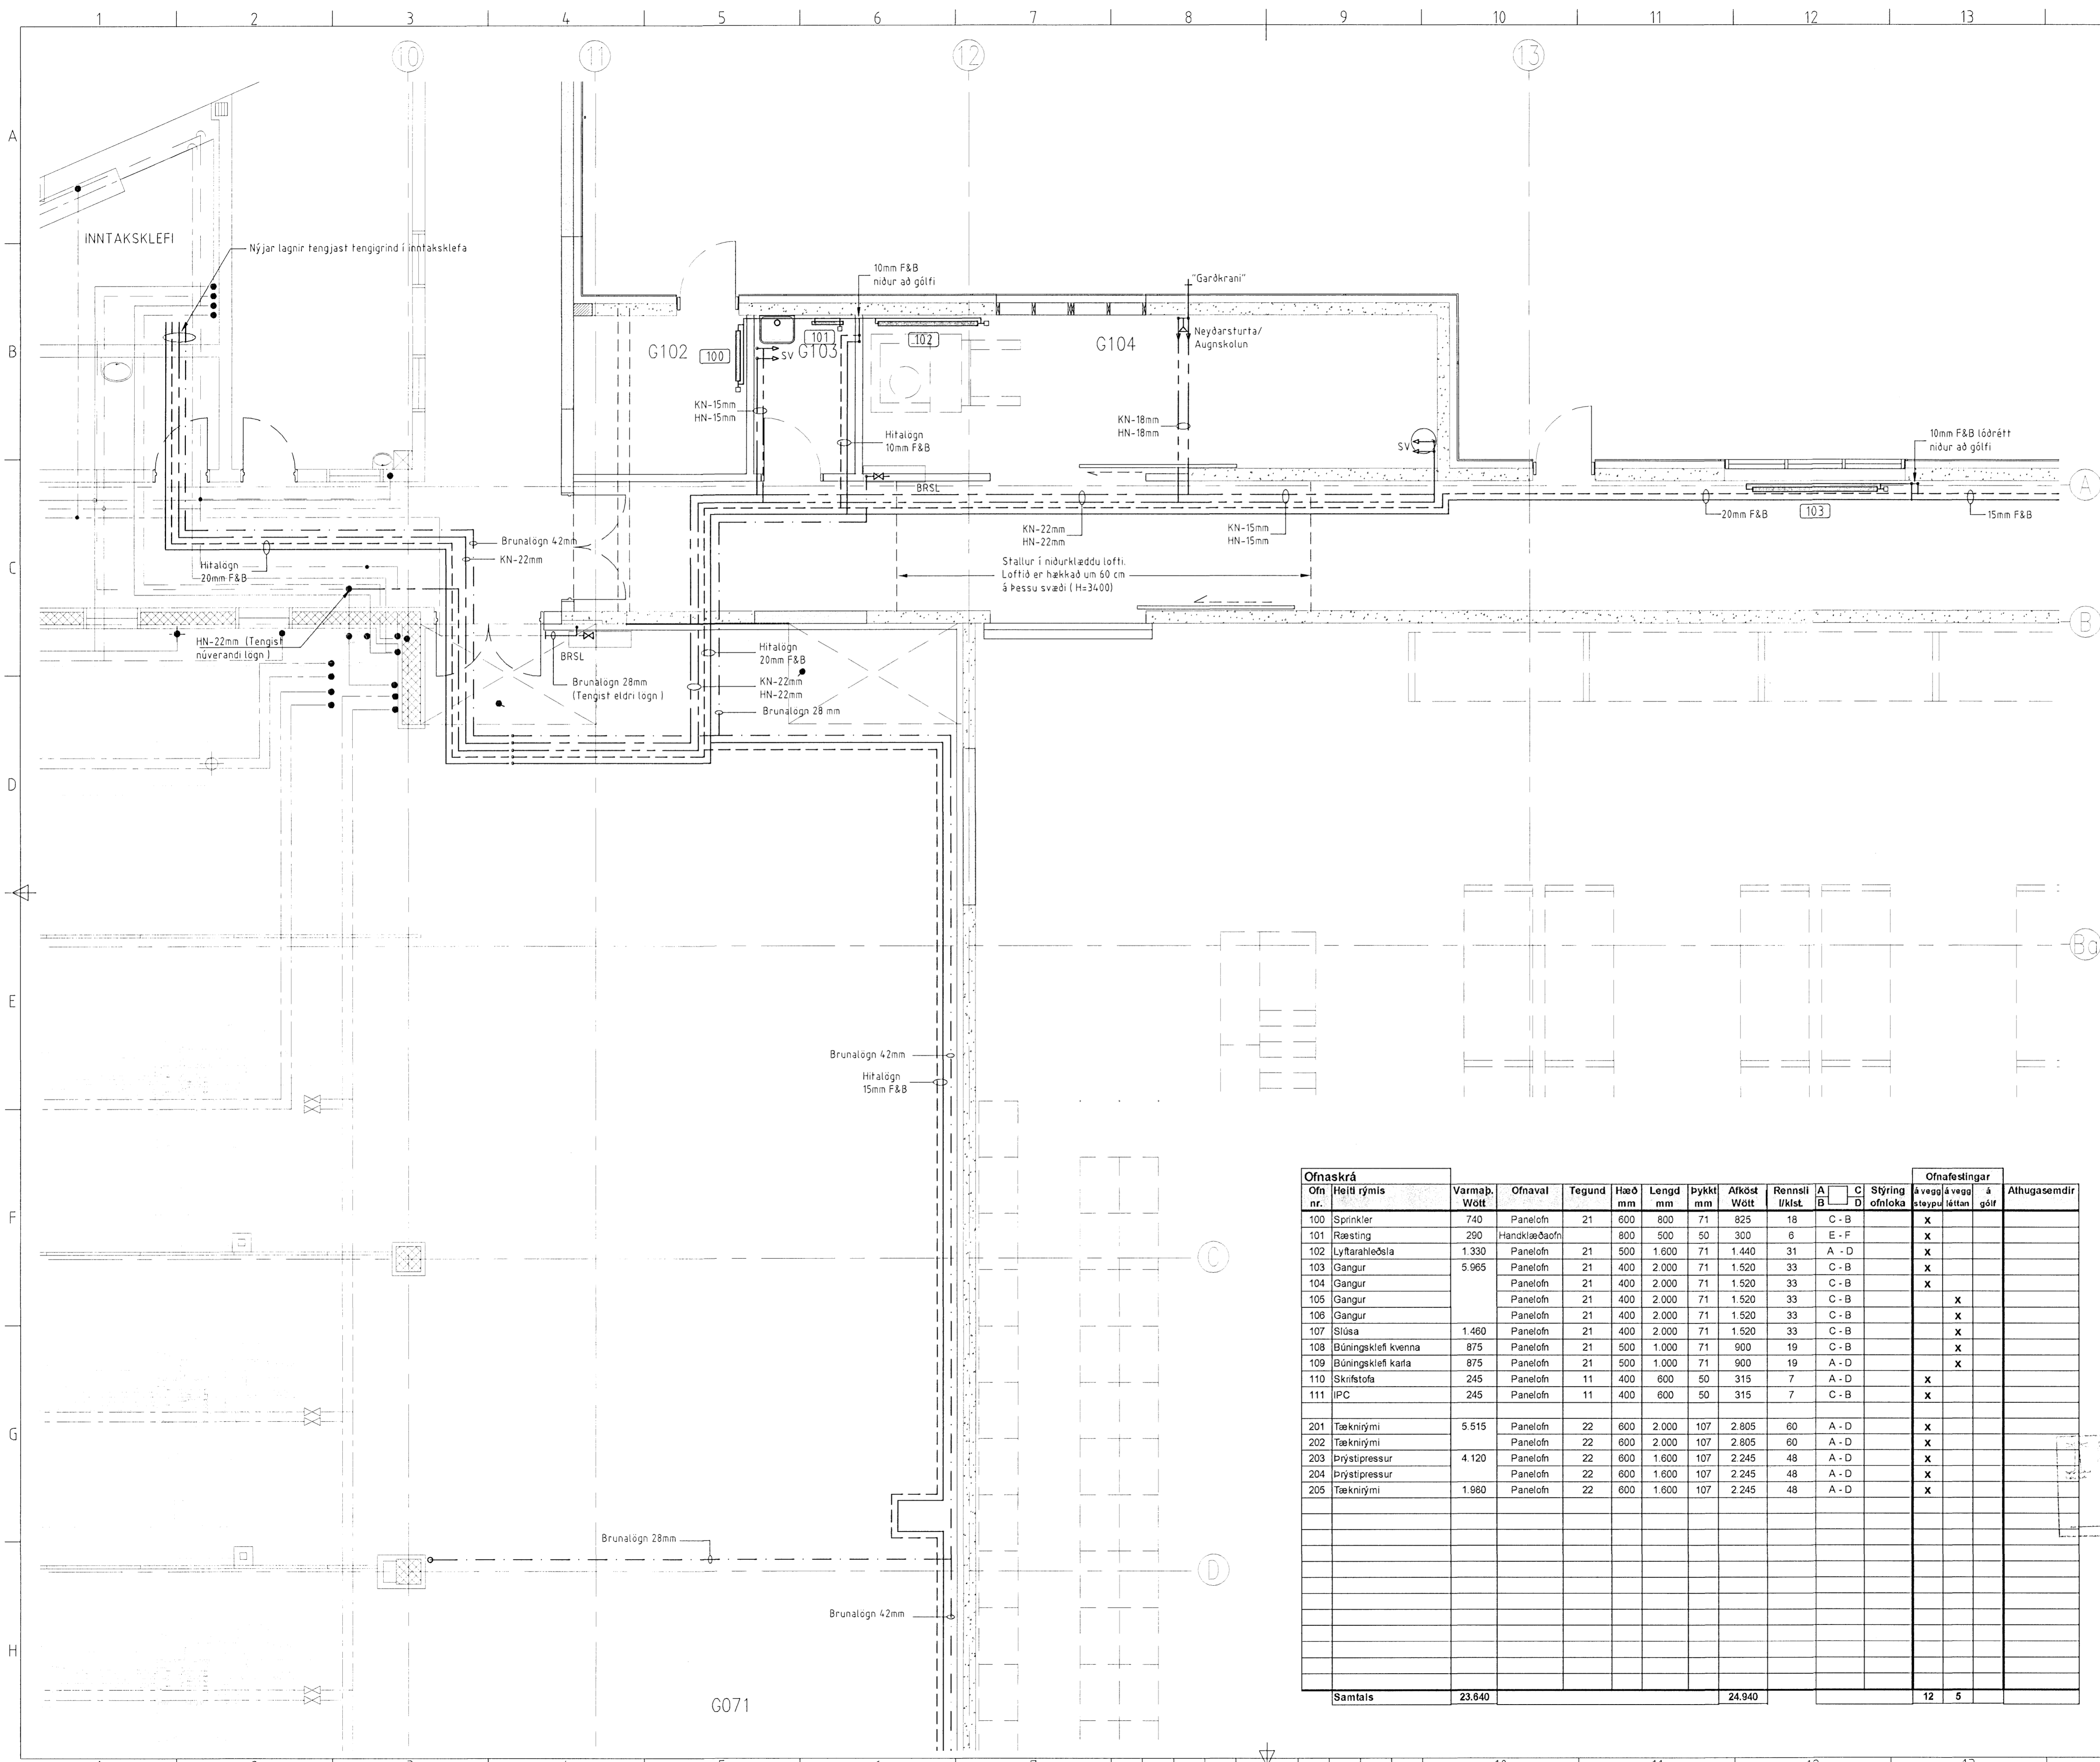 1 2 3 4 5 6 7 8 9 10 11 12 13
10 11 12 13
A
INNTAKSKLEFI
Nýjar lagnir tengjast tengigrind í inntaksklefa
10mm F&B
niður að gólfi
"Garðkrani"
Neyðarsturta/
Augnskolun
B
G102
100
SV
G103
101
102
G104
KN-15mm
HN-15mm
Hitalögn
10mm F&B
KN-18mm
HN-18mm
SV
10mm F&B lóðrétt
niður að gólfi
A
BRSL
20mm F&B
103
15mm F&B
KN-22mm
HN-22mm
KN-15mm
HN-15mm
Brunalögn 42mm
KN-22mm
C
Hitalögn
20mm F&B
Stallur í niðurklæddu lofti.
Loftið er hækkað um 60 cm
á þessu svæði ( H=3400)
B
HN-22mm (Tengist
núverandi lögn )
BRSL
Hitalögn
20mm F&B
Brunalögn 28mm
(Tengist eldri lögn )
KN-22mm
HN-22mm
Brunalögn 28 mm
D
Ba
E
Brunalögn 42mm
Hitalögn
15mm F&B
F
C
G
Brunalögn 28mm
D
Brunalögn 42mm
H
G071
Ofnaskrá Ofnafestingar
Ofn nr. Heiti rýmis Varmaþ. Wött Ofnaval Tegund Hæð mm Lengd mm Þykkt mm Afköst Wött Rennsli l/klst. A C B D Stýring ofnloka á vegg steypu á vegg léttan á gólf Athugasemdir
100 Sprinkler 740 Panelofn 21 600 800 71 825 18 C - B x
101 Ræsting 290 Handklæðaofn 800 500 50 300 6 E - F x
102 Lyftarahleðsla 1.330 Panelofn 21 500 1.600 71 1.440 31 A - D x
103 Gangur 5.965 Panelofn 21 400 2.000 71 1.520 33 C - B x
104 Gangur Panelofn 21 400 2.000 71 1.520 33 C - B x
105 Gangur Panelofn 21 400 2.000 71 1.520 33 C - B x
106 Gangur Panelofn 21 400 2.000 71 1.520 33 C - B x
107 Slúsa 1.460 Panelofn 21 400 2.000 71 1.520 33 C - B x
108 Búningsklefi kvenna 875 Panelofn 21 500 1.000 71 900 19 C - B x
109 Búningsklefi karla 875 Panelofn 21 500 1.000 71 900 19 A - D x
110 Skrifstofa 245 Panelofn 11 400 600 50 315 7 A - D x
111 IPC 245 Panelofn 11 400 600 50 315 7 C - B x
201 Tæknirými 5.515 Panelofn 22 600 2.000 107 2.805 60 A - D x
202 Tæknirými Panelofn 22 600 2.000 107 2.805 60 A - D x
203 Þrýstipressur 4.120 Panelofn 22 600 1.600 107 2.245 48 A - D x
204 Þrýstipressur Panelofn 22 600 1.600 107 2.245 48 A - D x
205 Tæknirými 1.980 Panelofn 22 600 1.600 107 2.245 48 A - D x
Samtals 23.640 24.940 12 5